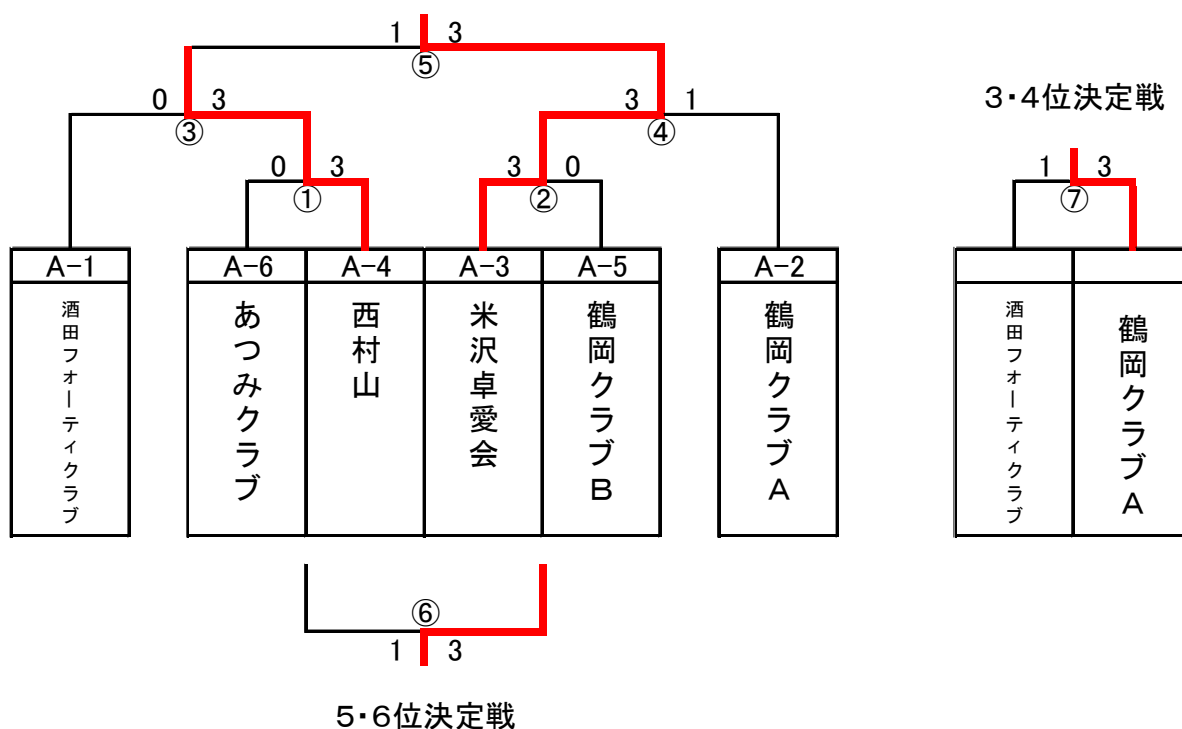 1 3
⑤
0 3
3 1
3・4位決定戦
③
④
0 3
3 0
1 3
①
②
⑦
A-1
A-6
A-4
A-3
A-5
A-2
酒田フォーティクラブ
あつみクラブ
西村山
米沢卓愛会
鶴岡クラブB
鶴岡クラブA
酒田フォーティクラブ
鶴岡クラブA
⑥
1 3
5・6位決定戦